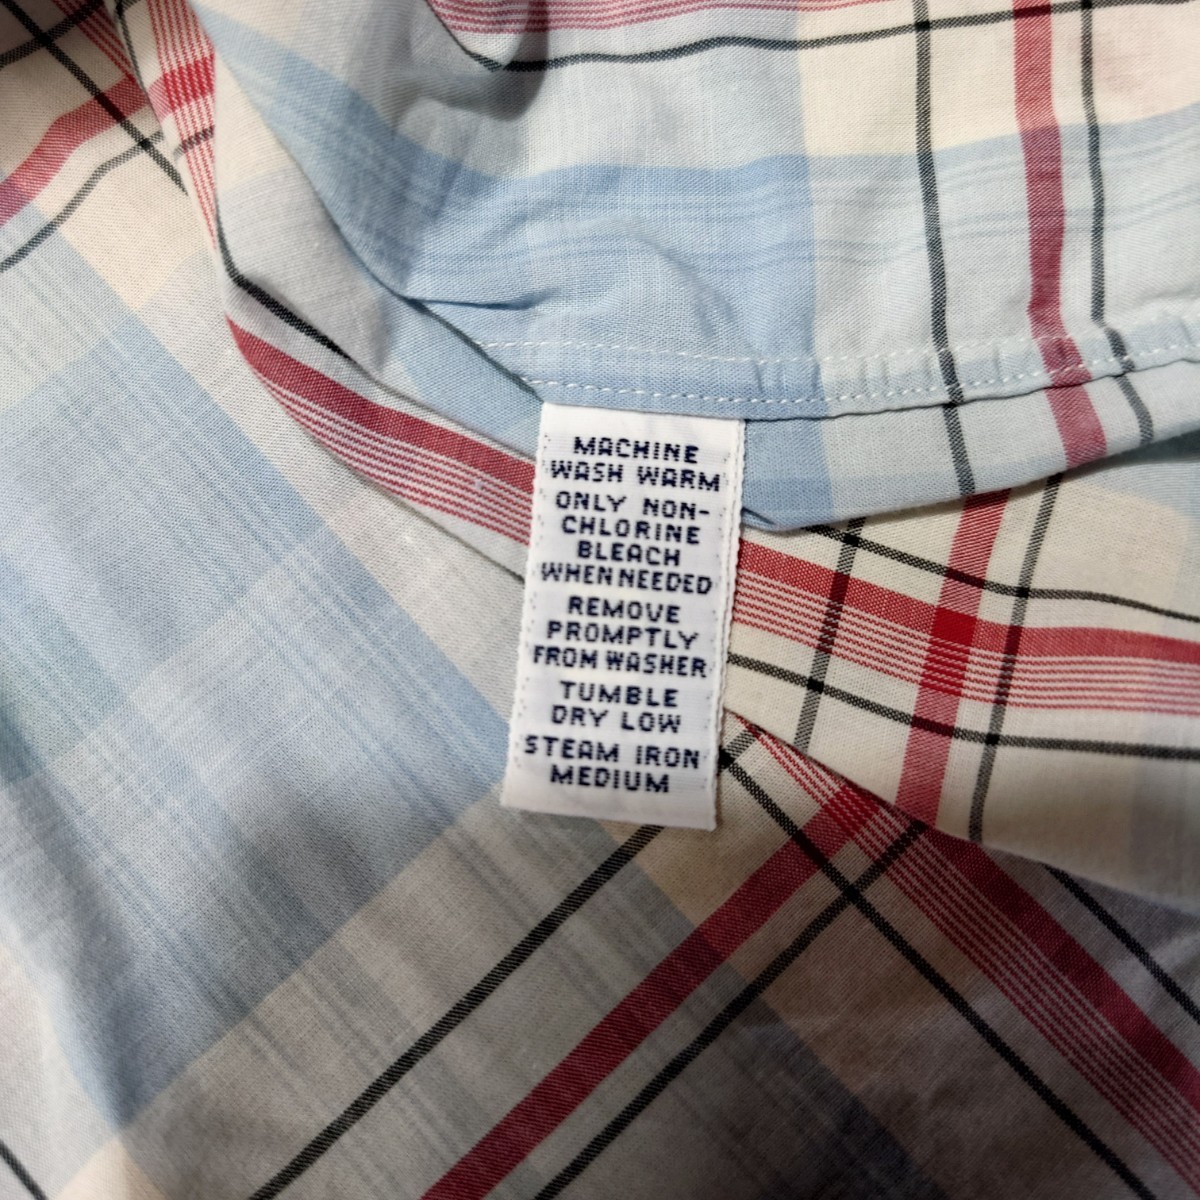 MACHINE
WASH WARM
ONLY NON-
CHLORINE
BLEACH
WHEN NEEDED
REMOVE
PROMPTLY
FROM WASHER
TUMBLE
DRY LOW
STEAM IRON
MEDIUM